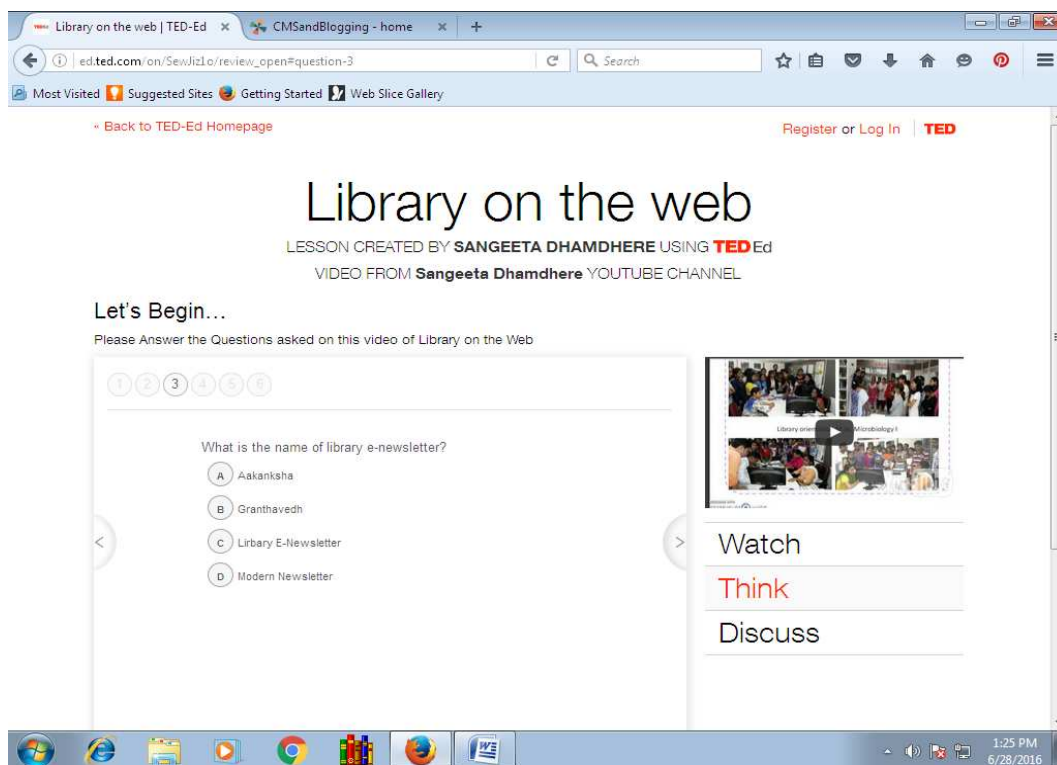 Library on the web | TED-Ed
CMSandBlogging - home
ed.ted.com/on/SewJiz1o/review_open#question-3
Search
Most Visited Suggested Sites Getting Started Web Slice Gallery
« Back to TED-Ed Homepage
Register or Log In TED
Library on the web
LESSON CREATED BY SANGEETA DHAMDHERE USING TED Ed
VIDEO FROM Sangeeta Dhamdhere YOUTUBE CHANNEL
Let's Begin...
Please Answer the Questions asked on this video of Library on the Web
1 2 3 4 5 6
What is the name of library e-newsletter?
A Aakanksha
B Granthavedh
C Lirbary E-Newsletter
D Modern Newsletter
Library Microbiology I
Watch
Think
Discuss
1:25 PM
6/28/2016